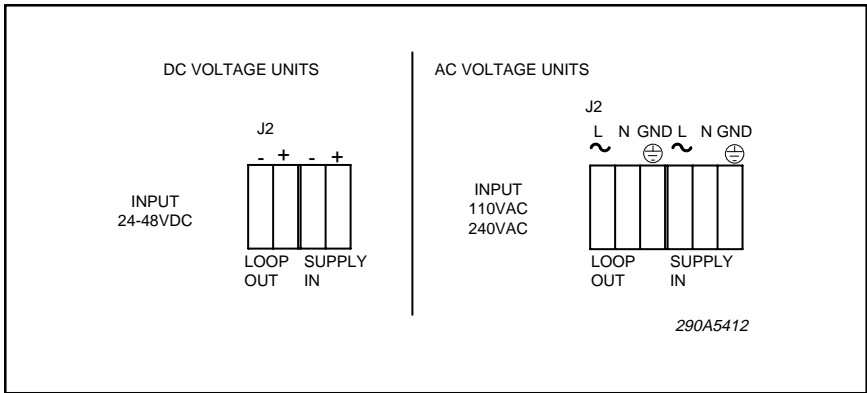 DC VOLTAGE UNITS
J2
- + - +
INPUT
24-48VDC
LOOP SUPPLY
OUT IN
AC VOLTAGE UNITS
J2
L N GND L N GND
INPUT
110VAC
240VAC
LOOP SUPPLY
OUT IN
290A5412